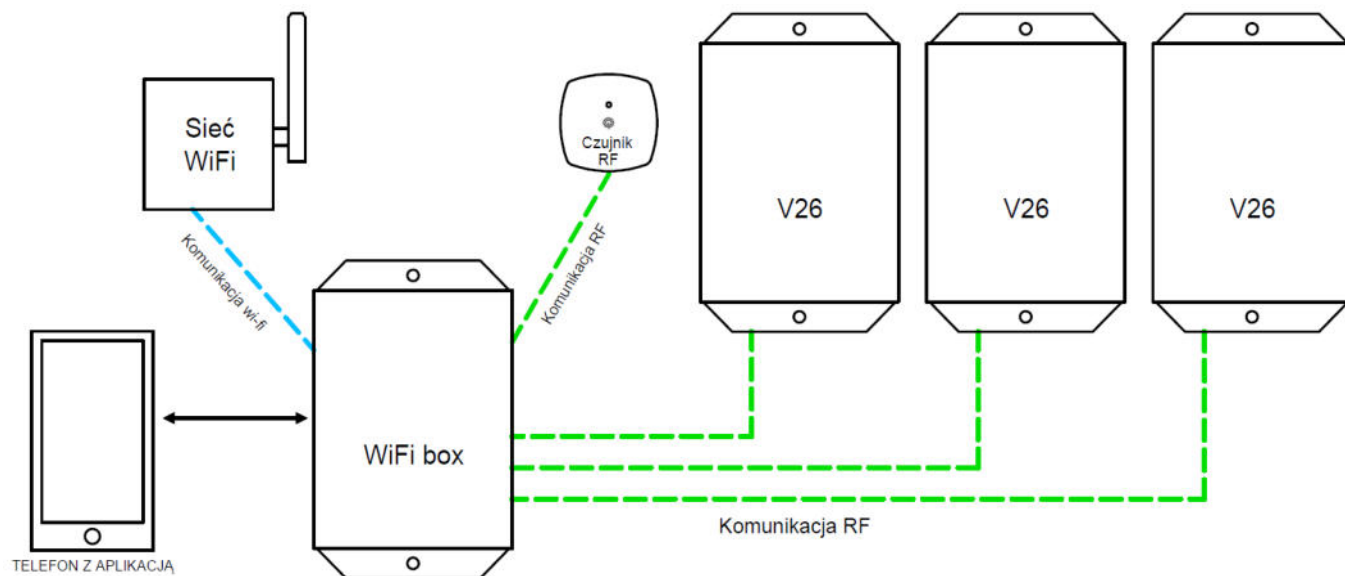 Sieć
WiFi
Czujnik
RF
V26
V26
V26
Komunikacja wi-fi
Komunikacja RF
WiFi box
Komunikacja RF
TELEFON Z APLIKACJĄ